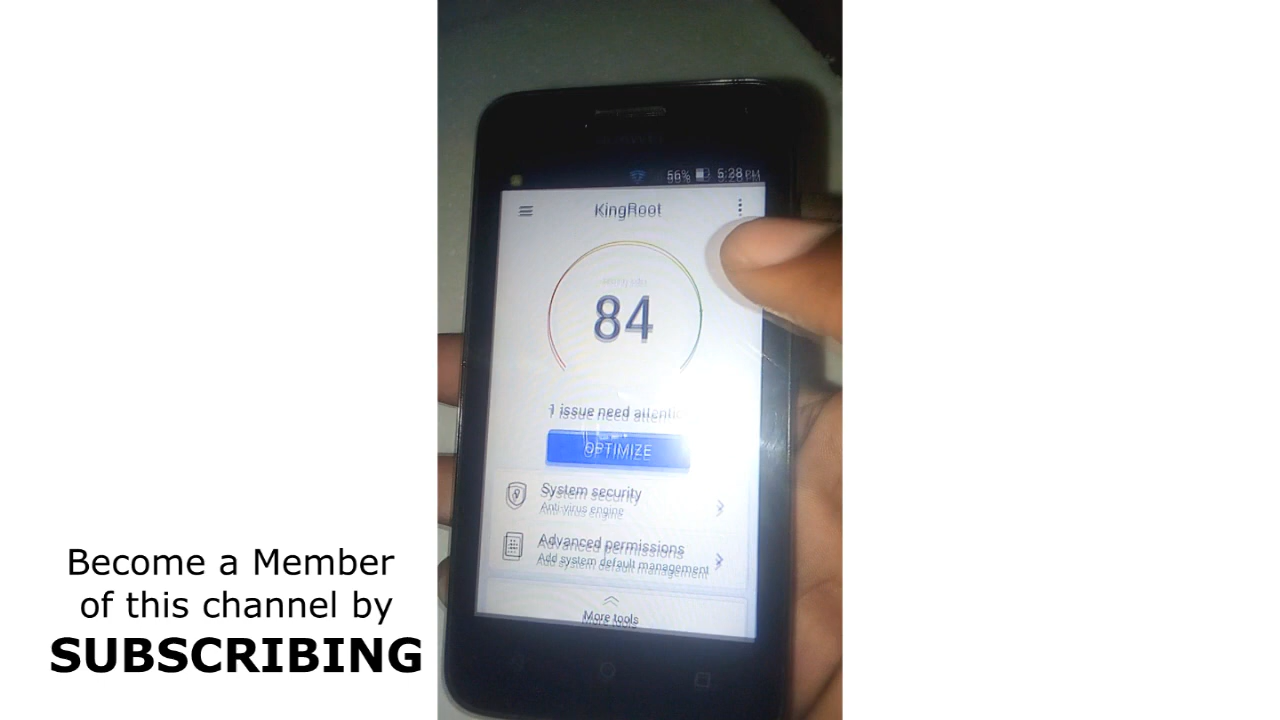 56% 5:28 PM
KingRoot
84
1 issue need attentio
OPTIMIZE
System security
Anti-virus engine
Advanced permissions
Add system default management
More tools
Become a Member
of this channel by
SUBSCRIBING